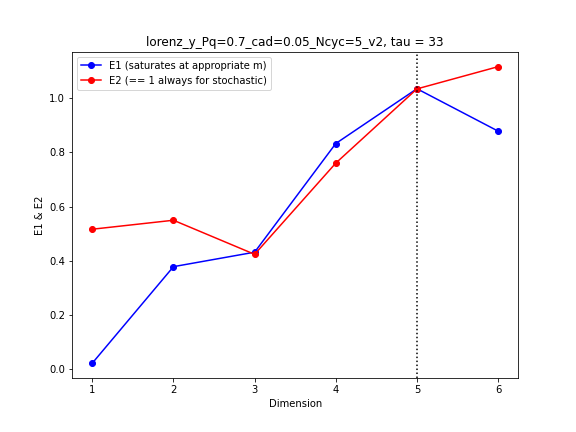 lorenz_y_Pq=0.7_cad=0.05_Ncyc=5_v2, tau = 33
E1 (saturates at appropriate m)
E2 (== 1 always for stochastic)
E1 & E2
1.0
0.8
0.6
0.4
0.2
0.0
1 2 3 4 5 6
Dimension